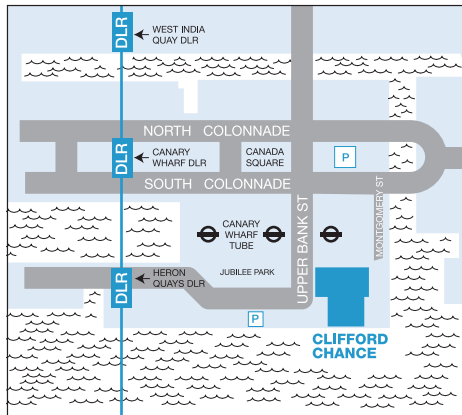 DLR
WEST INDIA
QUAY DLR
NORTH COLONNADE
DLR
CANARY
WHARF DLR
CANADA
SQUARE
P
SOUTH COLONNADE
MONTGOMERY ST
UPPER BANK ST
CANARY
WHARF
TUBE
DLR
HERON
QUAYS DLR
JUBILEE PARK
P
CLIFFORD
CHANCE